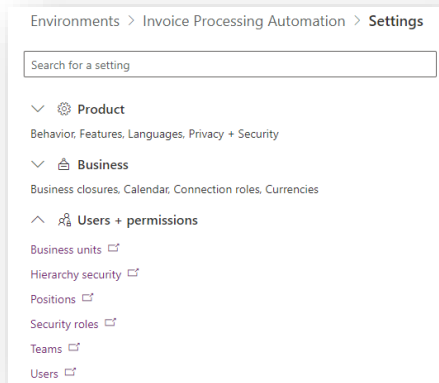 Environments > Invoice Processing Automation > Settings
Search for a setting
Product
Behavior, Features, Languages, Privacy + Security
Business
Business closures, Calendar, Connection roles, Currencies
Users + permissions
Business units
Hierarchy security
Positions
Security roles
Teams
Users